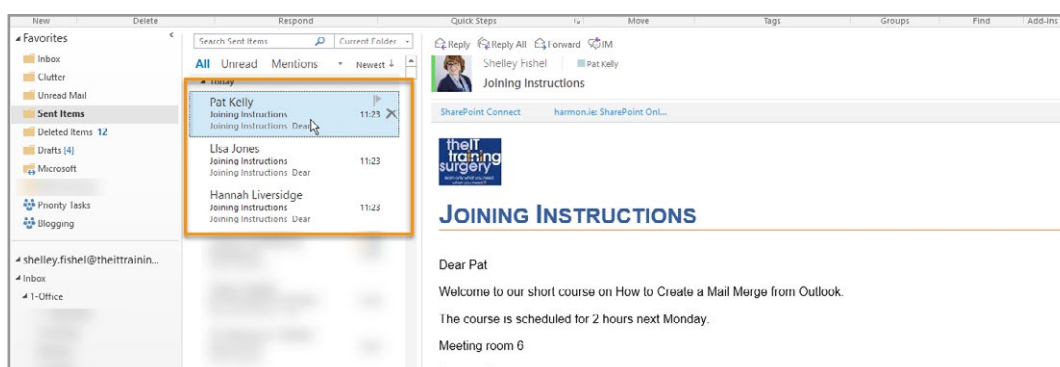 New Delete Respond Quick Steps Move Tags Groups Find Add-ins
Favorites
Inbox
Clutter
Unread Mail
Sent Items
Deleted Items 12
Drafts [4]
Microsoft
Priority Tasks
Blogging
shelley.fishel@theittrainin...
Inbox
1-Office
Search Sent Items Current Folder
All Unread Mentions Newest ↓
Today
Pat Kelly
Joining Instructions 11:23
Joining Instructions Dear
LIsa Jones
Joining Instructions 11:23
Joining Instructions Dear
Hannah Liversidge
Joining Instructions 11:23
Joining Instructions Dear
Reply Reply All Forward IM
Shelley Fishel Pat Kelly
Joining Instructions
SharePoint Connect harmon.ie: SharePoint Onl...
theIT
training
surgery
JOINING INSTRUCTIONS
Dear Pat
Welcome to our short course on How to Create a Mail Merge from Outlook.
The course is scheduled for 2 hours next Monday.
Meeting room 6